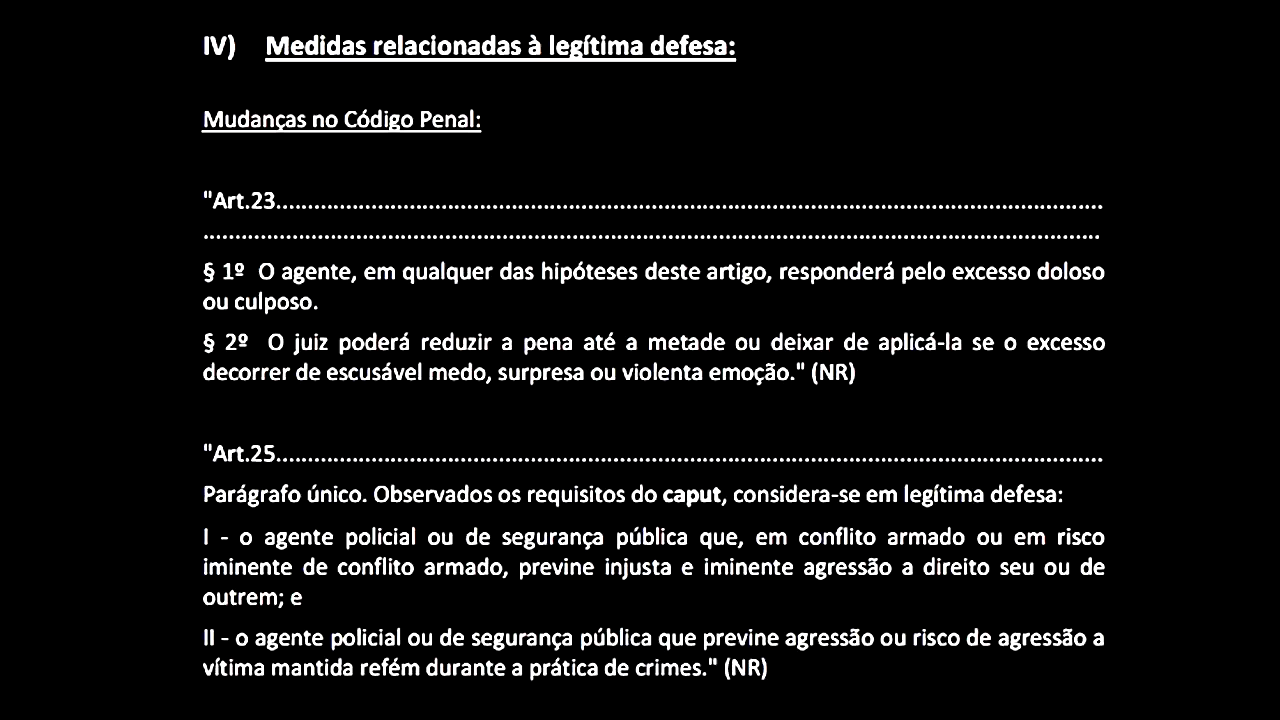 IV) Medidas relacionadas à legítima defesa:
Mudanças no Código Penal:
"Art.23....................................................................................................................................
................................................................................................................................................
§ 1º O agente, em qualquer das hipóteses deste artigo, responderá pelo excesso doloso
ou culposo.
§ 2º O juiz poderá reduzir a pena até a metade ou deixar de aplicá-la se o excesso
decorrer de escusável medo, surpresa ou violenta emoção." (NR)
"Art.25....................................................................................................................................
Parágrafo único. Observados os requisitos do caput, considera-se em legítima defesa:
I - o agente policial ou de segurança pública que, em conflito armado ou em risco
iminente de conflito armado, previne injusta e iminente agressão a direito seu ou de
outrem; e
II - o agente policial ou de segurança pública que previne agressão ou risco de agressão a
vítima mantida refém durante a prática de crimes." (NR)